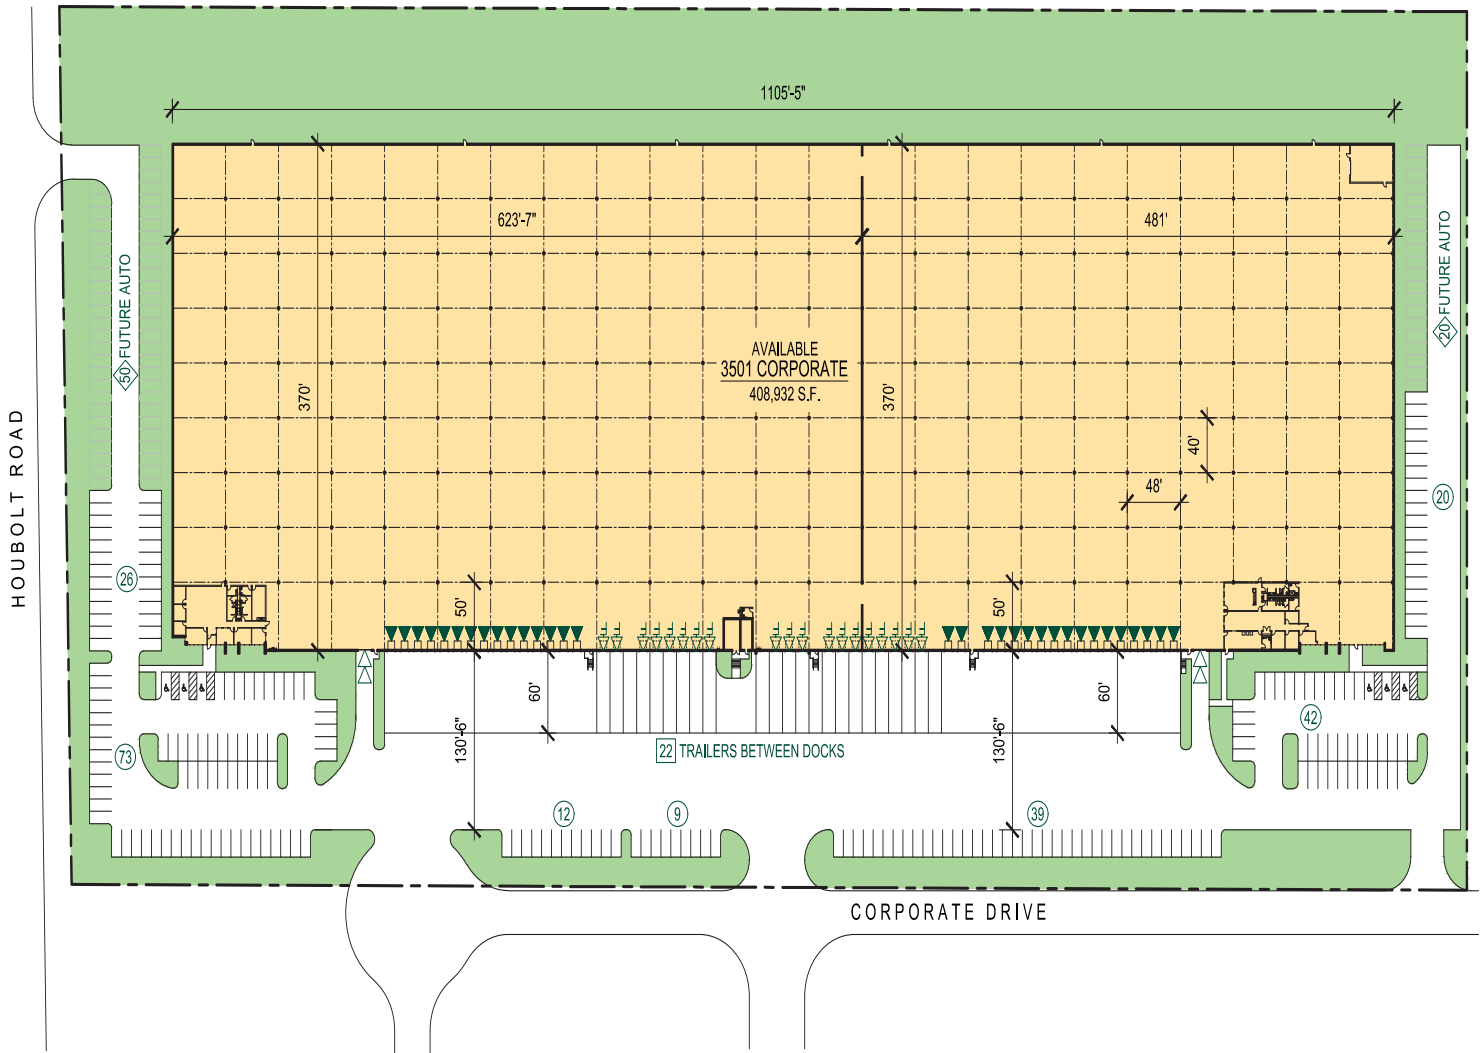 1105'-5"
623'-7"
481'
50 FUTURE AUTO
20 FUTURE AUTO
AVAILABLE
3501 CORPORATE
408,932 S.F.
370'
370'
40'
48'
HOUBOLT ROAD
26
20
50'
50'
60'
60'
130'-6"
130'-6"
73
42
22 TRAILERS BETWEEN DOCKS
12
9
39
CORPORATE DRIVE